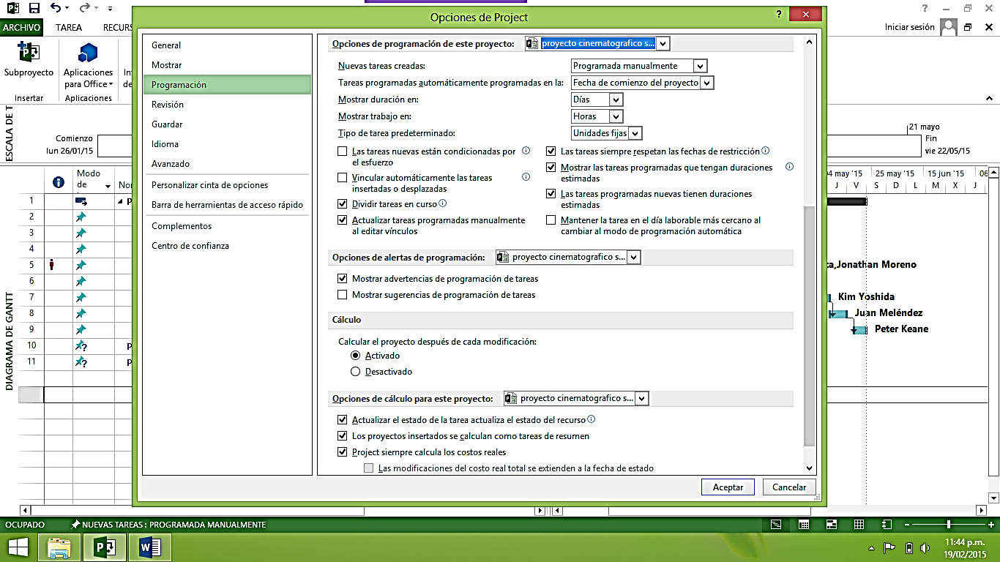 Opciones de Project
?
ARCHIVO
TAREA
RECURS
Iniciar sesión
Subproyecto
Aplicaciones
para Office
In
de
Insertar
Aplicaciones
General
Mostrar
Programación
Revisión
Guardar
Idioma
Avanzado
Personalizar cinta de opciones
Barra de herramientas de acceso rápido
Complementos
Centro de confianza
Opciones de programación de este proyecto: proyecto cinematografico s...
Nuevas tareas creadas: Programada manualmente
Tareas programadas automáticamente programadas en la: Fecha de comienzo del proyecto
Mostrar duración en: Días
Mostrar trabajo en: Horas
Tipo de tarea predeterminado: Unidades fijas
Las tareas nuevas están condicionadas por
el esfuerzo
Vincular automáticamente las tareas
insertadas o desplazadas
Dividir tareas en curso
Actualizar tareas programadas manualmente
al editar vínculos
Las tareas siempre respetan las fechas de restricción
Mostrar las tareas programadas que tengan duraciones
estimadas
Las tareas programadas nuevas tienen duraciones
estimadas
Mantener la tarea en el día laborable más cercano al
cambiar al modo de programación automática
Opciones de alertas de programación: proyecto cinematografico s...
Mostrar advertencias de programación de tareas
Mostrar sugerencias de programación de tareas
Cálculo
Calcular el proyecto después de cada modificación:
Activado
Desactivado
Opciones de cálculo para este proyecto: proyecto cinematografico s...
Actualizar el estado de la tarea actualiza el estado del recurso
Los proyectos insertados se calculan como tareas de resumen
Project siempre calcula los costos reales
Las modificaciones del costo real total se extienden a la fecha de estado
Aceptar
Cancelar
ESCALA DE T
Comienzo
lun 26/01/15
21 mayo
Fin
vie 22/05/15
Modo
de
Nor
04 may '15 25 may '15 15 jun '15 06
J V S D L M X J
DIAGRAMA DE GANTT
1 P
2
3
4
5
6
7
8
9
10 P
11 P
ca,Jonathan Moreno
Kim Yoshida
Juan Meléndez
Peter Keane
OCUPADO
NUEVAS TAREAS : PROGRAMADA MANUALMENTE
11:44 p.m.
19/02/2015